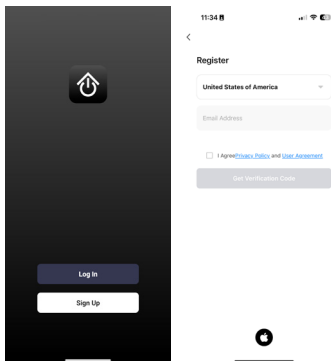 Log In
Sign Up
11:34
Register
United States of America
Email Address
I AgreePrivacy Policy and User Agreement
Get Verification Code